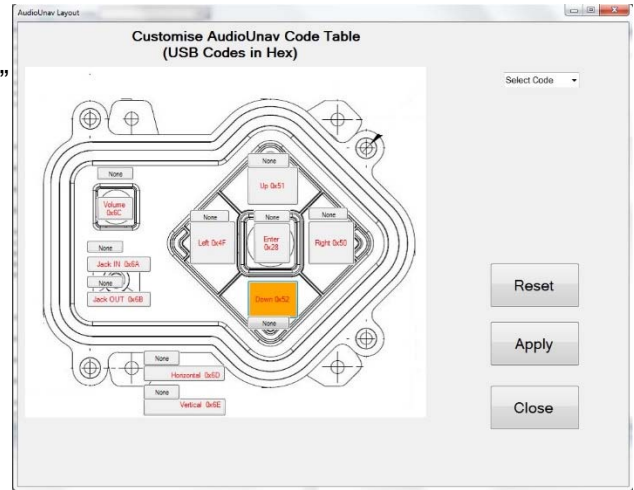 AudioUnav Layout
Customise AudioUnav Code Table
(USB Codes in Hex)
”
Select Code
None
Up 0x51
None
Volume
0x6C
None
Left 0x4F
None
Enter
0x28
None
Right 0x50
None
Jack IN 0x6A
None
Jack OUT 0x6B
Down 0x52
None
Reset
Apply
Close
None
Horizontal 0x6D
None
Vertical 0x6E